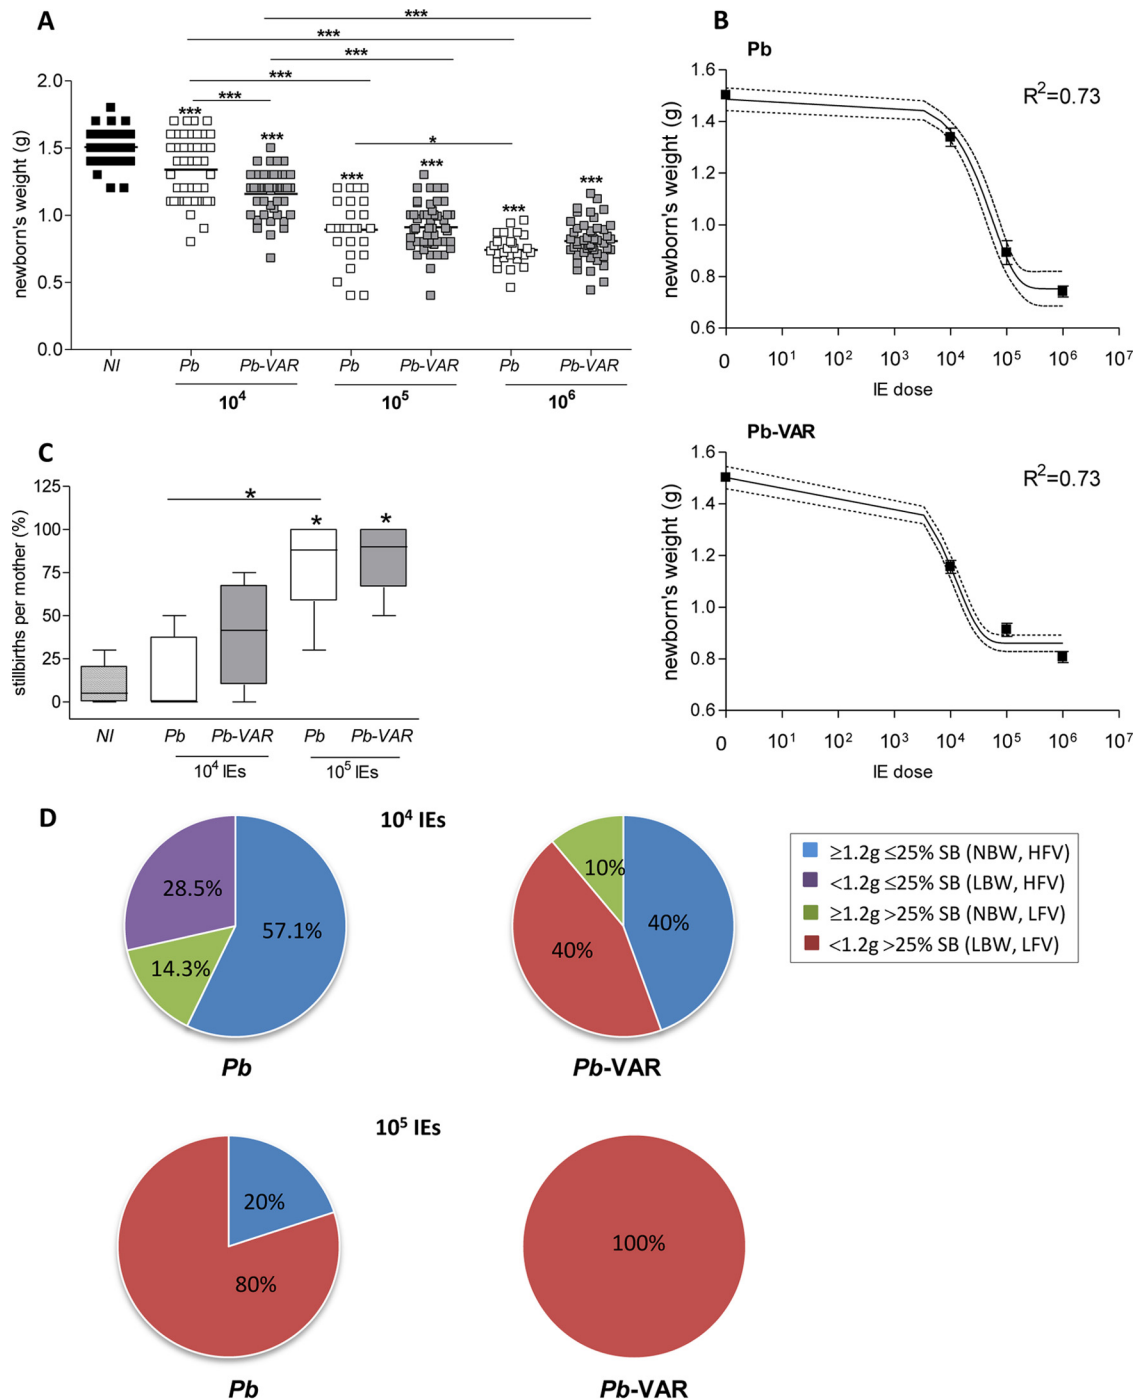 A
***
***
***
***
***
newborn's weight (g)
2.0
1.5
1.0
0.5
0.0
***
***
***
***
***
***
*
NI
Pb
Pb-VAR
Pb
Pb-VAR
Pb
Pb-VAR
10⁴
10⁵
10⁶
B
Pb
R²=0.73
newborn's weight (g)
1.6
1.4
1.6
1.0
0.8
0.6
0 10¹ 10² 10³ 10⁴ 10⁵ 10⁶ 10⁷
IE dose
Pb-VAR
R²=0.73
newborn's weight (g)
1.6
1.4
1.2
1.0
0.8
0.6
0 10¹ 10² 10³ 10⁴ 10⁵ 10⁶ 10⁷
IE dose
C
stillbirths per mother (%)
125
100
75
50
25
0
*
*
*
NI
Pb
Pb-VAR
Pb
Pb-VAR
10⁴ IEs
10⁵ IEs
D
10⁴ IEs
28.5%
57.1%
14.3%
Pb
10%
40%
40%
Pb-VAR
≥1.2g ≤25% SB (NBW, HFV)
<1.2g ≤25% SB (LBW, HFV)
≥1.2g >25% SB (NBW, LFV)
<1.2g >25% SB (LBW, LFV)
10⁵ IEs
20%
80%
Pb
100%
Pb-VAR